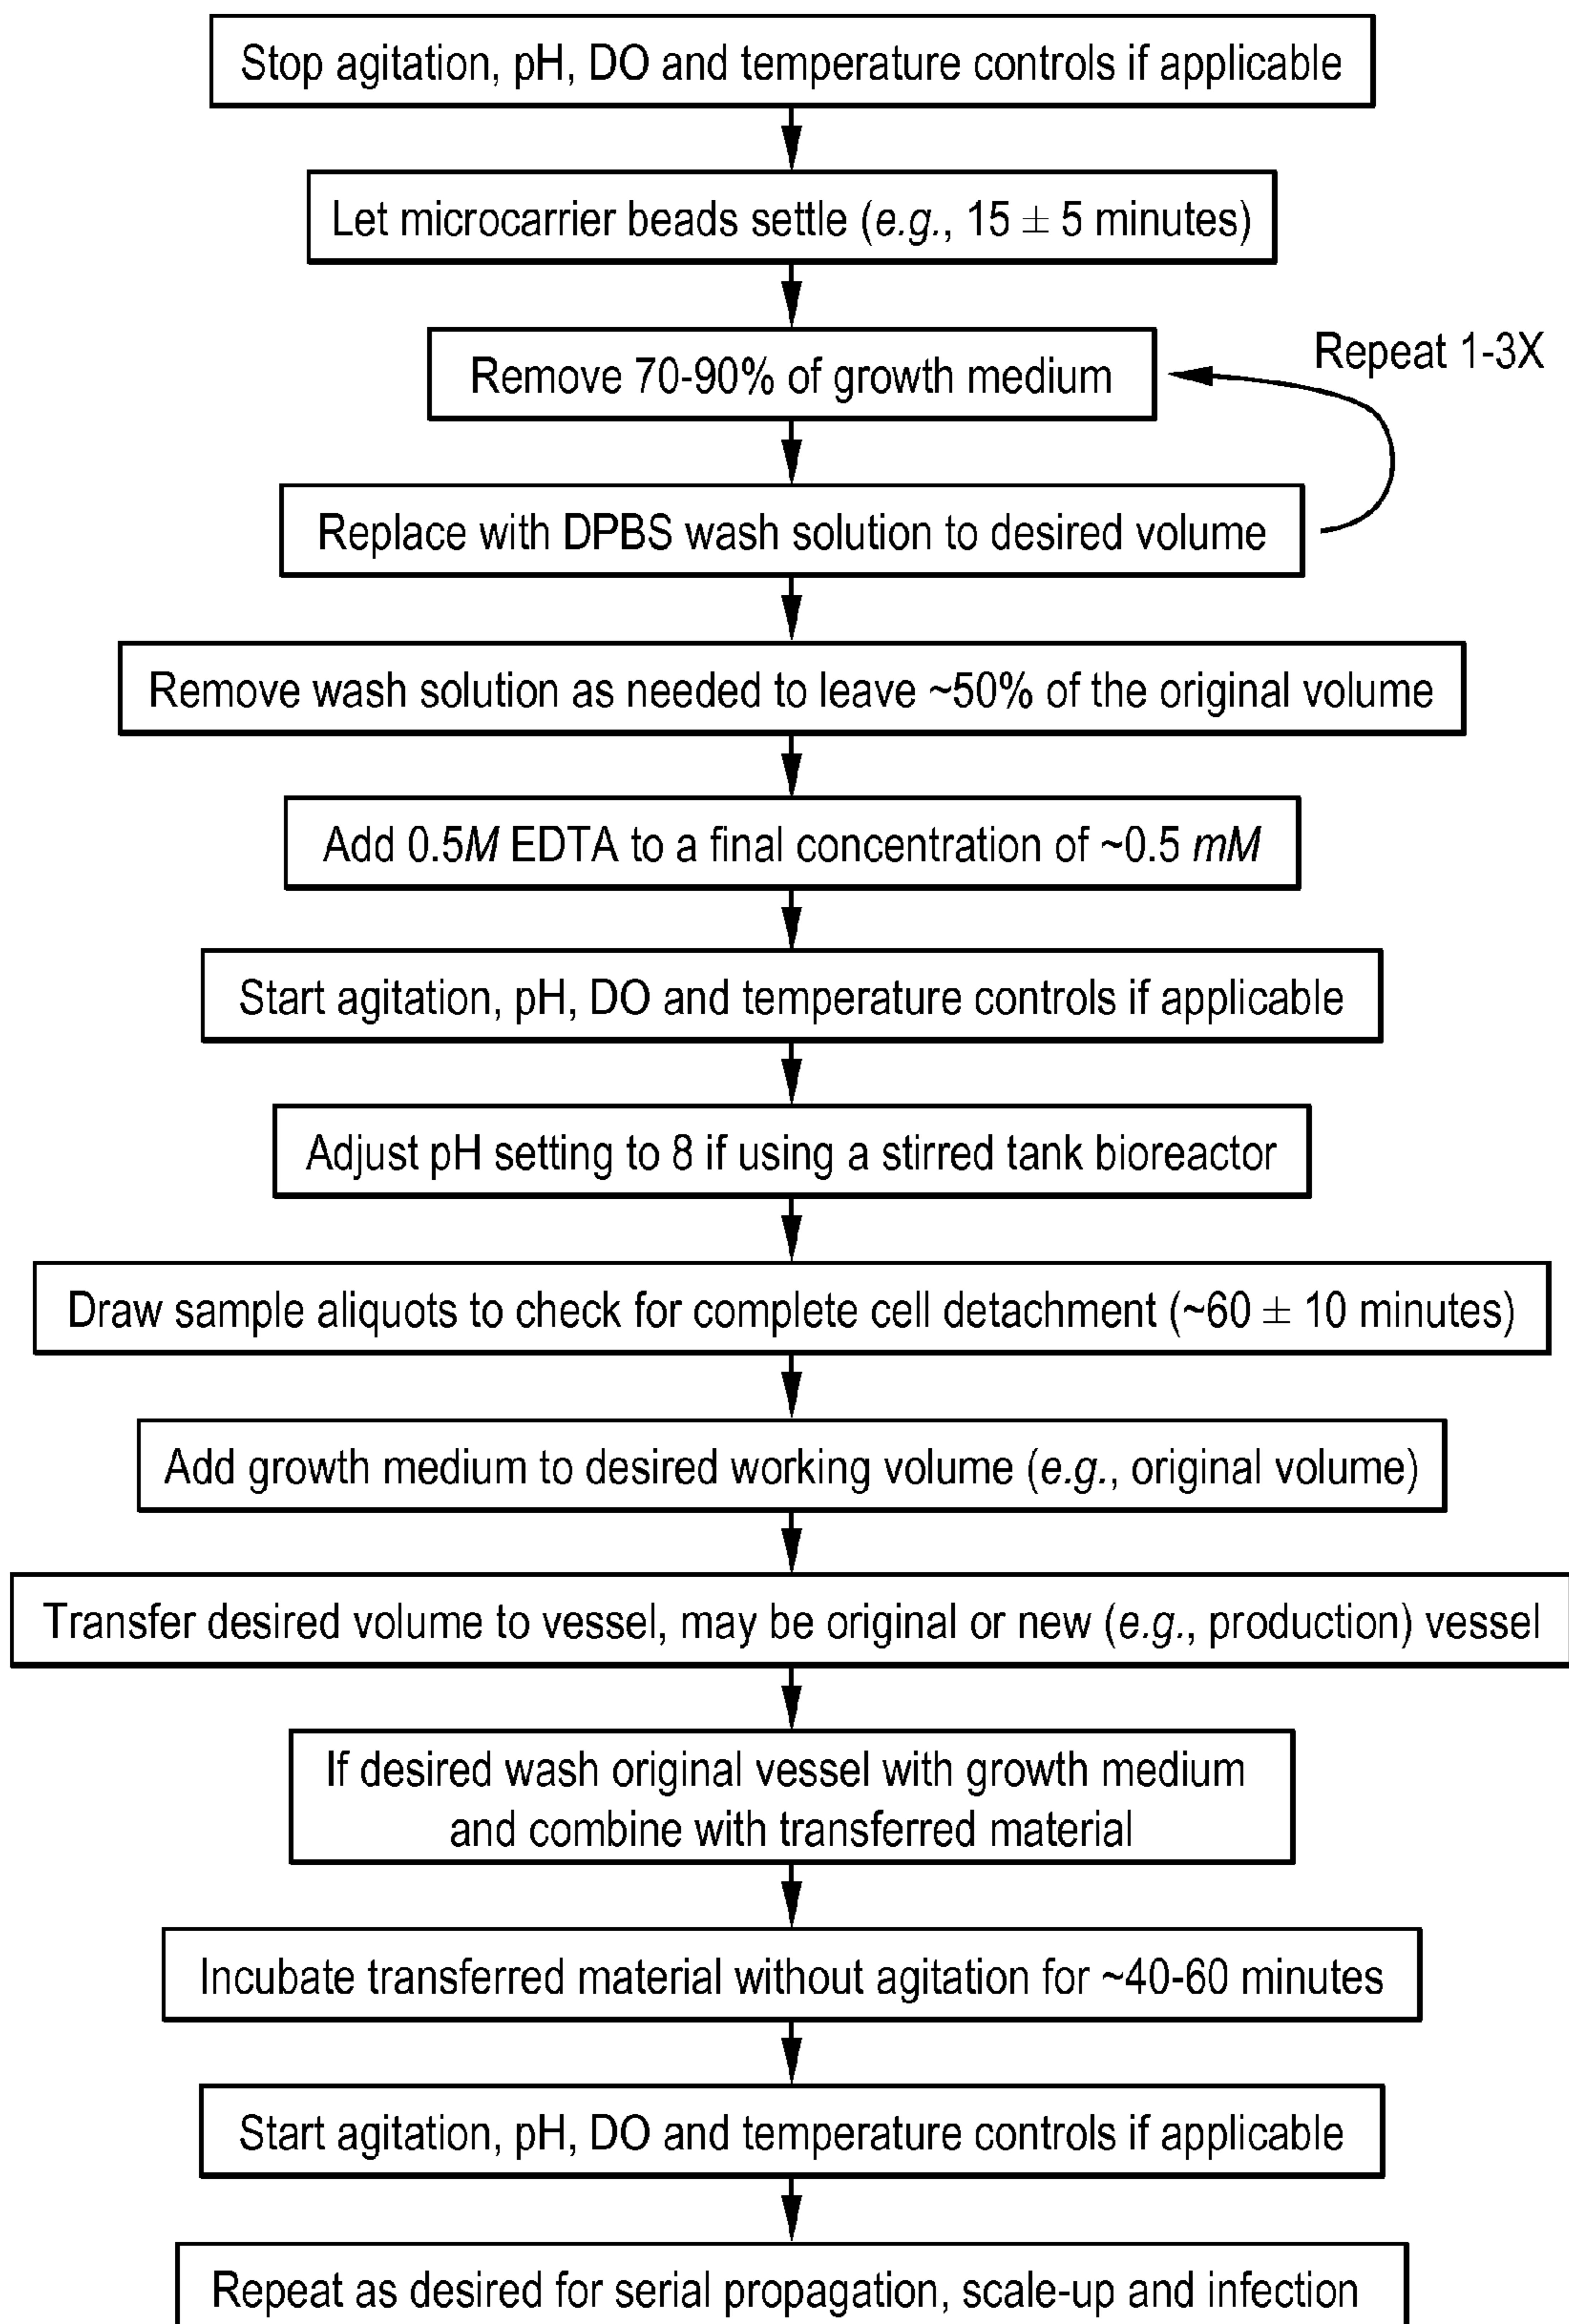 Stop agitation, pH, DO and temperature controls if applicable
Let microcarrier beads settle (e.g., 15 ± 5 minutes)
Remove 70-90% of growth medium
Repeat 1-3X
Replace with DPBS wash solution to desired volume
Remove wash solution as needed to leave ~50% of the original volume
Add 0.5M EDTA to a final concentration of ~0.5 mM
Start agitation, pH, DO and temperature controls if applicable
Adjust pH setting to 8 if using a stirred tank bioreactor
Draw sample aliquots to check for complete cell detachment (~60 ± 10 minutes)
Add growth medium to desired working volume (e.g., original volume)
Transfer desired volume to vessel, may be original or new (e.g., production) vessel
If desired wash original vessel with growth medium
and combine with transferred material
Incubate transferred material without agitation for ~40-60 minutes
Start agitation, pH, DO and temperature controls if applicable
Repeat as desired for serial propagation, scale-up and infection